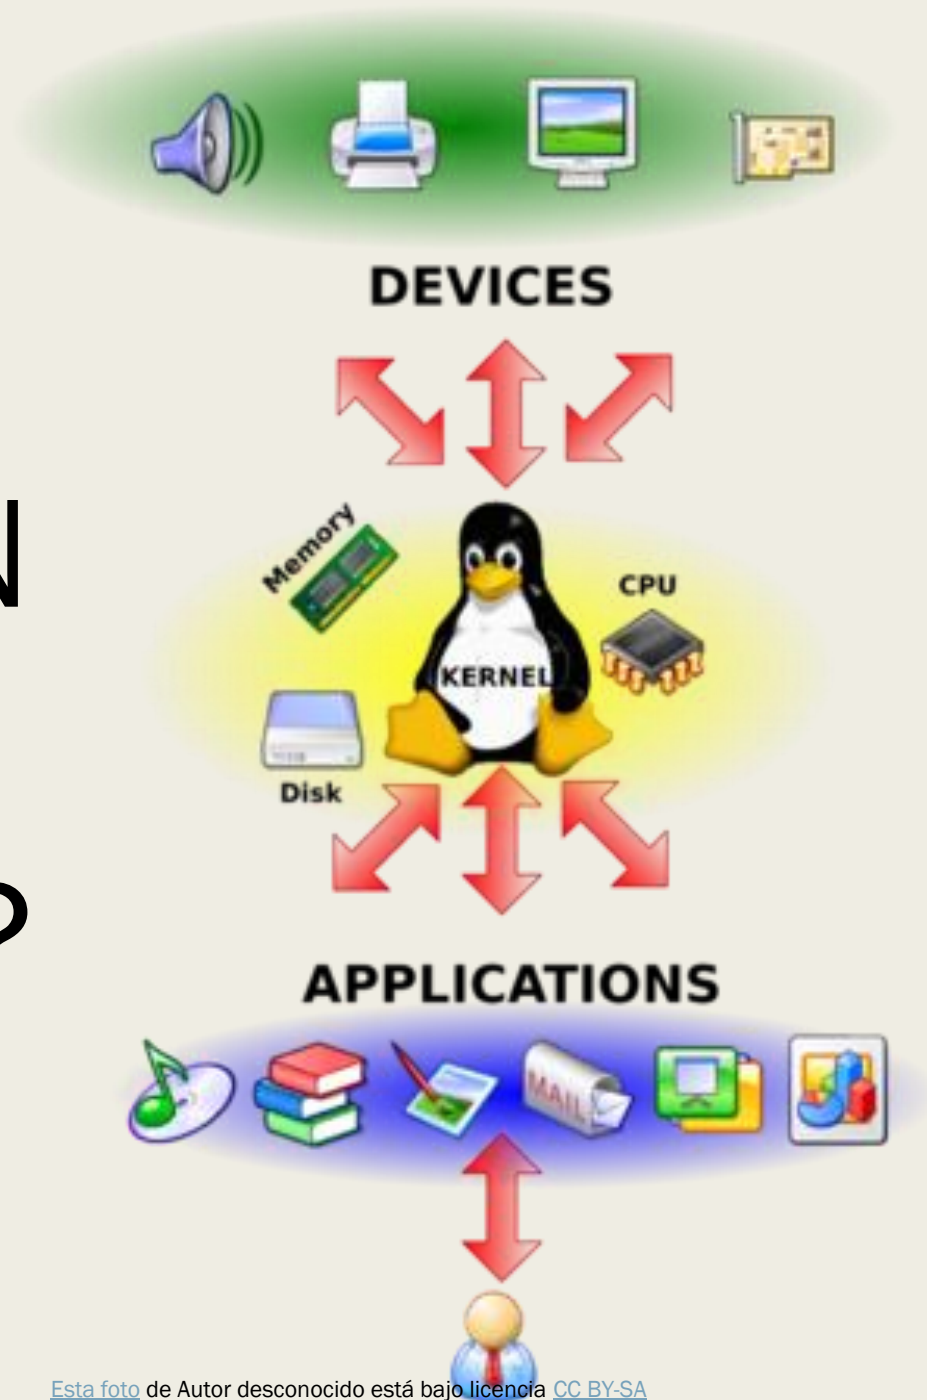 DEVICES
N
Memory
CPU
KERNEL
Disk
?
APPLICATIONS
MAIL
Esta foto de Autor desconocido está bajo licencia CC BY-SA